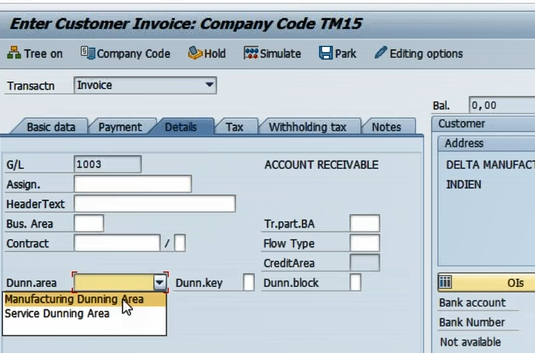 Enter Customer Invoice: Company Code TM15
Tree on Company Code Hold Simulate Park Editing options
Transactn Invoice
Bal. 0,00
Basic data Payment Details Tax Withholding tax Notes
Customer
Address
G/L 1003 ACCOUNT RECEIVABLE
DELTA MANUFACT
Assign.
INDIEN
HeaderText
Bus. Area Tr.part.BA
Contract / Flow Type
CreditArea
Dunn.area Dunn.key Dunn.block
OIs
Manufacturing Dunning Area
Bank account
Service Dunning Area
Bank Number
Not available